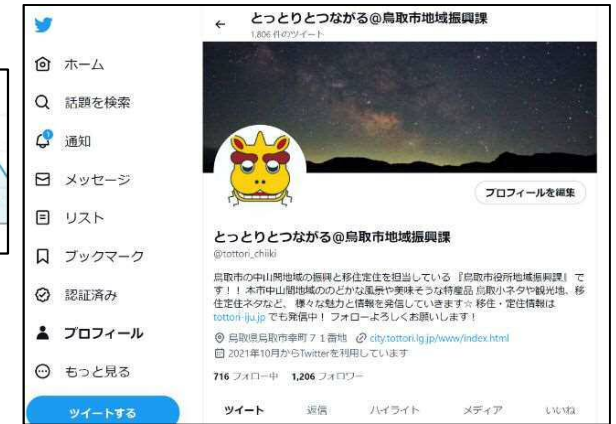 とっとりとつながる@鳥取市地域振興課
1,806 件のツイート
ホーム
話題を検索
通知
メッセージ
リスト
ブックマーク
認証済み
プロフィール
もっと見る
ツイートする
プロフィールを編集
とっとりとつながる@鳥取市地域振興課
@tottori_chiiki
鳥取市の中山間地域の振興と移住定住を担当している『鳥取市役所地域振興課』で
す！！本市中山間地域ののどかな風景や美味そうな特産品 鳥取小ネタや観光地、移
住定住ネタなど、様々な魅力と情報を発信していきます☆ 移住・定住情報は
tottori-iju.jp でも発信中！ フォローよろしくお願いします！
鳥取県鳥取市幸町７１番地 city.tottori.lg.jp/www/index.html
2021年10月からTwitterを利用しています
716 フォロー中 1,206 フォロワー
ツイート 返信 ハイライト メディア いいね